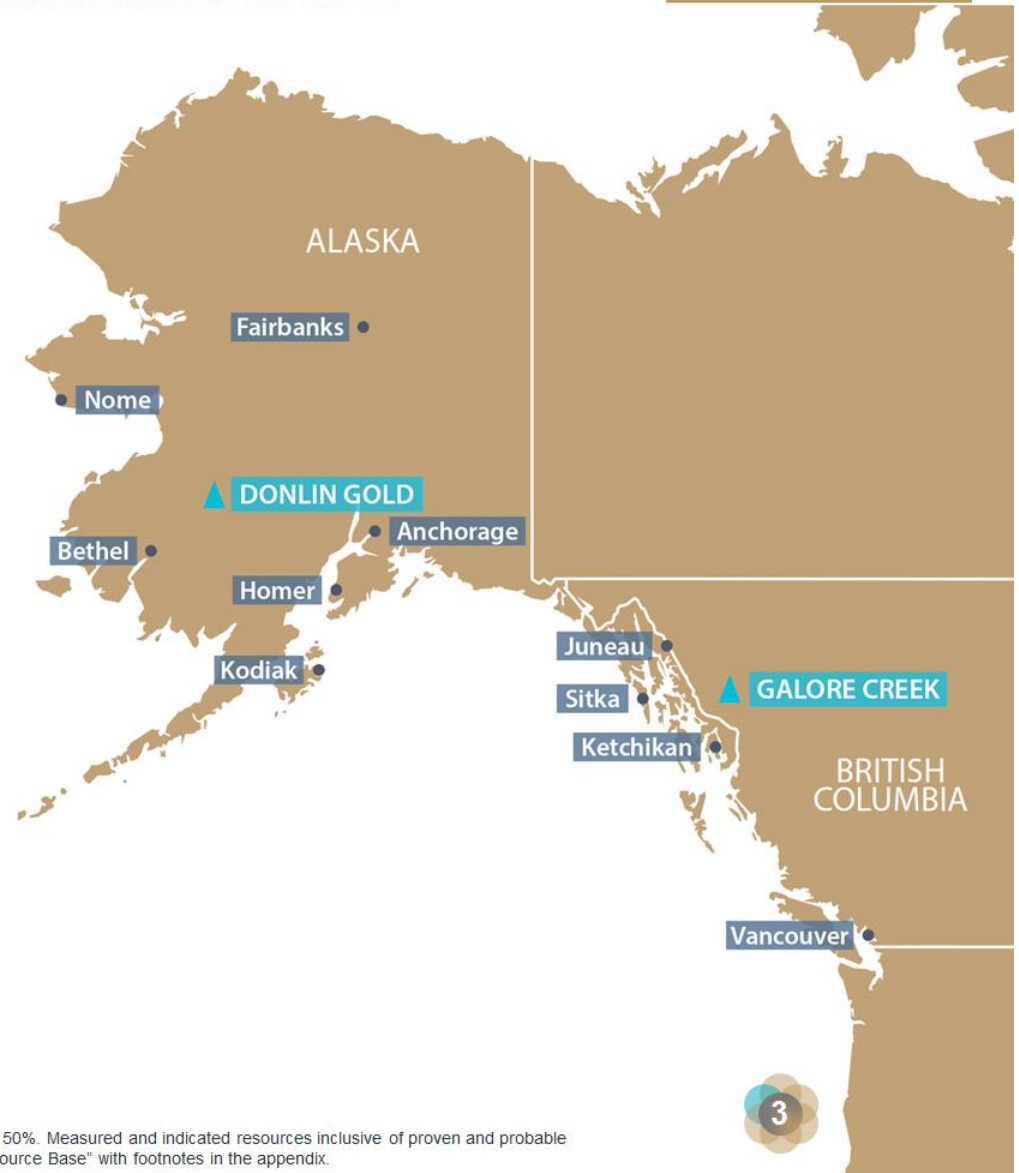 ALASKA
Fairbanks
Nome
DONLIN GOLD
Anchorage
Bethel
Homer
Juneau
Kodiak
GALORE CREEK
Sitka
Ketchikan
BRITISH
COLUMBIA
Vancouver
3
50%. Measured and indicated resources inclusive of proven and probable
ource Base” with footnotes in the appendix.